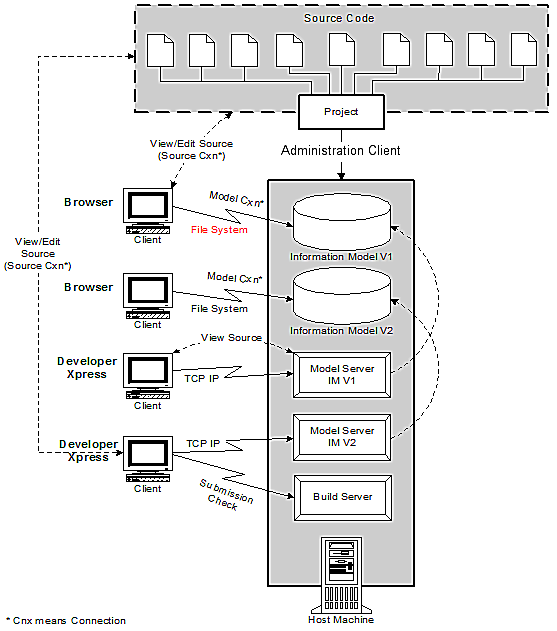 Source Code
Project
View/Edit Source
(Source Cxn*)
Administration Client
Browser
Client
Model Cxn*
File System
Information Model V1
View/Edit
Source
(Source Cxn*)
Browser
Client
Model Cxn*
File System
Information Model V2
View Source
Developer
Xpress
Client
TCP IP
Model Server
IM V1
Developer
Xpress
Client
TCP IP
Model Server
IM V2
Submission
Check
Build Server
Host Machine
* Cnx means Connection